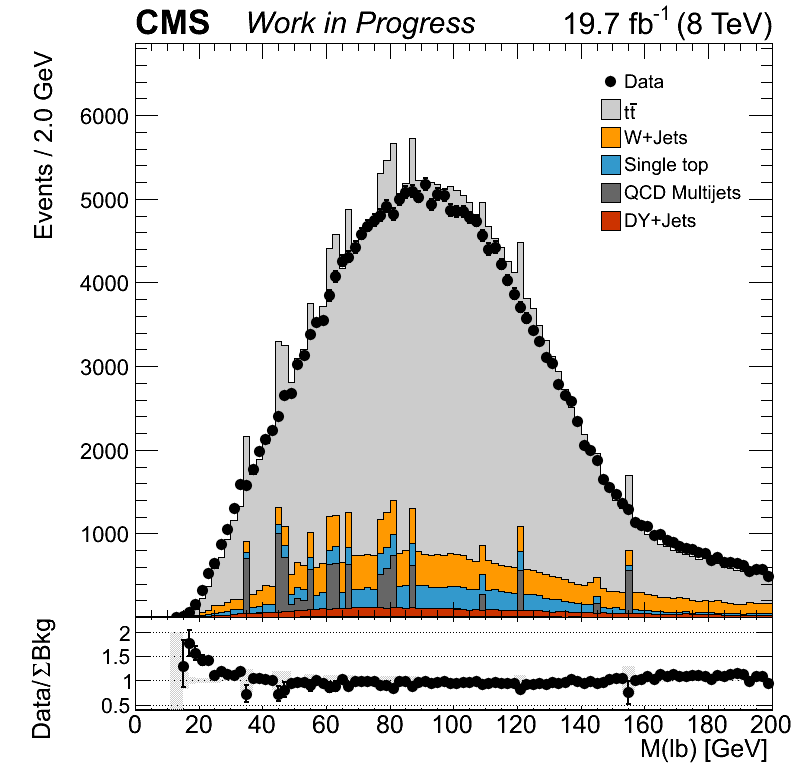 CMS Work in Progress 19.7 fb⁻¹ (8 TeV)
Events / 2.0 GeV
6000
5000
4000
3000
2000
1000
Data
tt̄
W+Jets
Single top
QCD Multijets
DY+Jets
Data/ΣBkg
2
1.5
1
0.5
0 20 40 60 80 100 120 140 160 180 200
M(lb) [GeV]